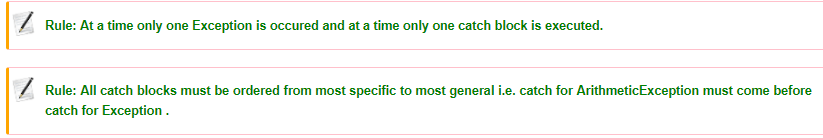 Rule: At a time only one Exception is occured and at a time only one catch block is executed.
Rule: All catch blocks must be ordered from most specific to most general i.e. catch for ArithmeticException must come before
catch for Exception .